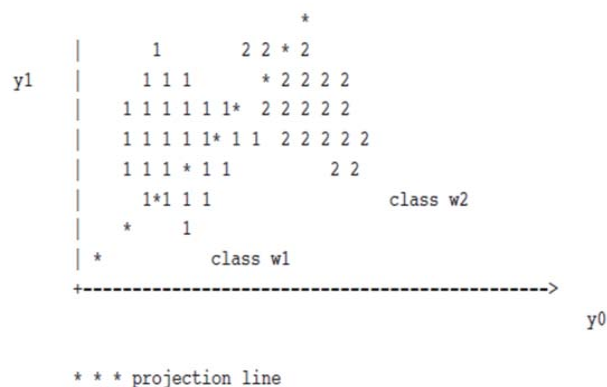 *
| 1 2 2 * 2
y1 | 1 1 1 * 2 2 2 2
| 1 1 1 1 1 1* 2 2 2 2 2
| 1 1 1 1 1* 1 1 2 2 2 2 2
| 1 1 1 * 1 1 2 2
| 1*1 1 1 class w2
| * 1
| * class w1
+------------------------------------------------>
y0
* * * projection line